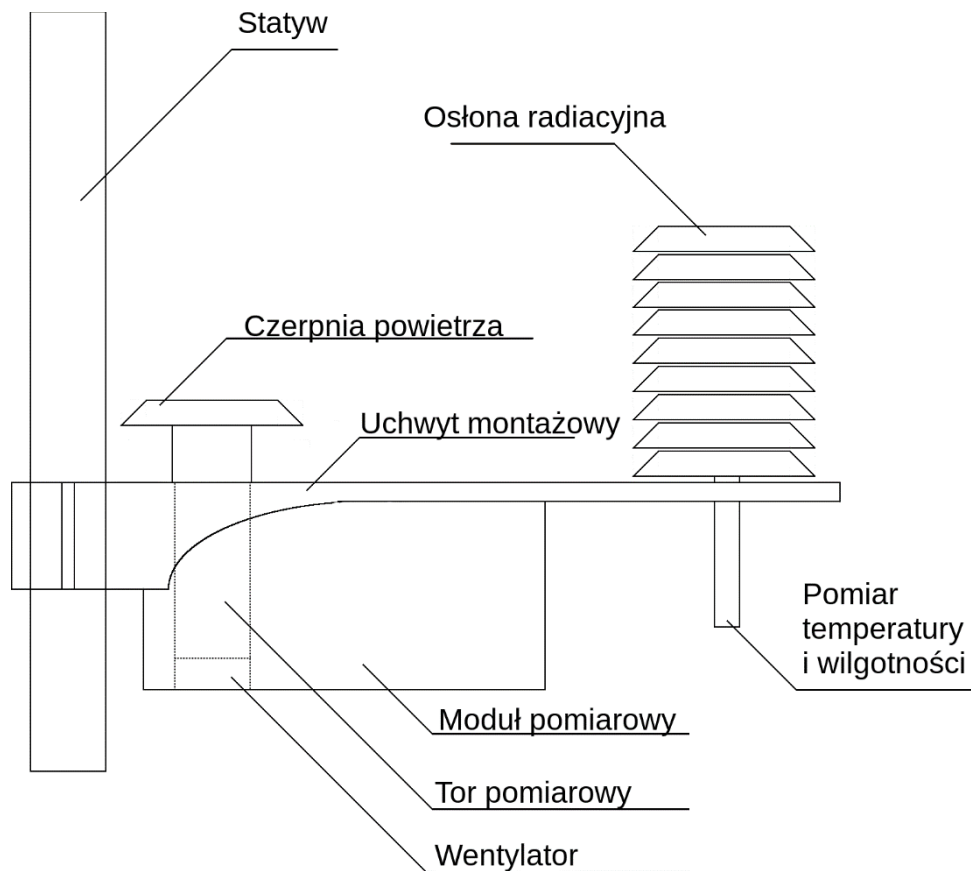 Statyw
Osłona radiacyjna
Czerpnia powietrza
Uchwyt montażowy
Pomiar
temperatury
i wilgotności
Moduł pomiarowy
Tor pomiarowy
Wentylator